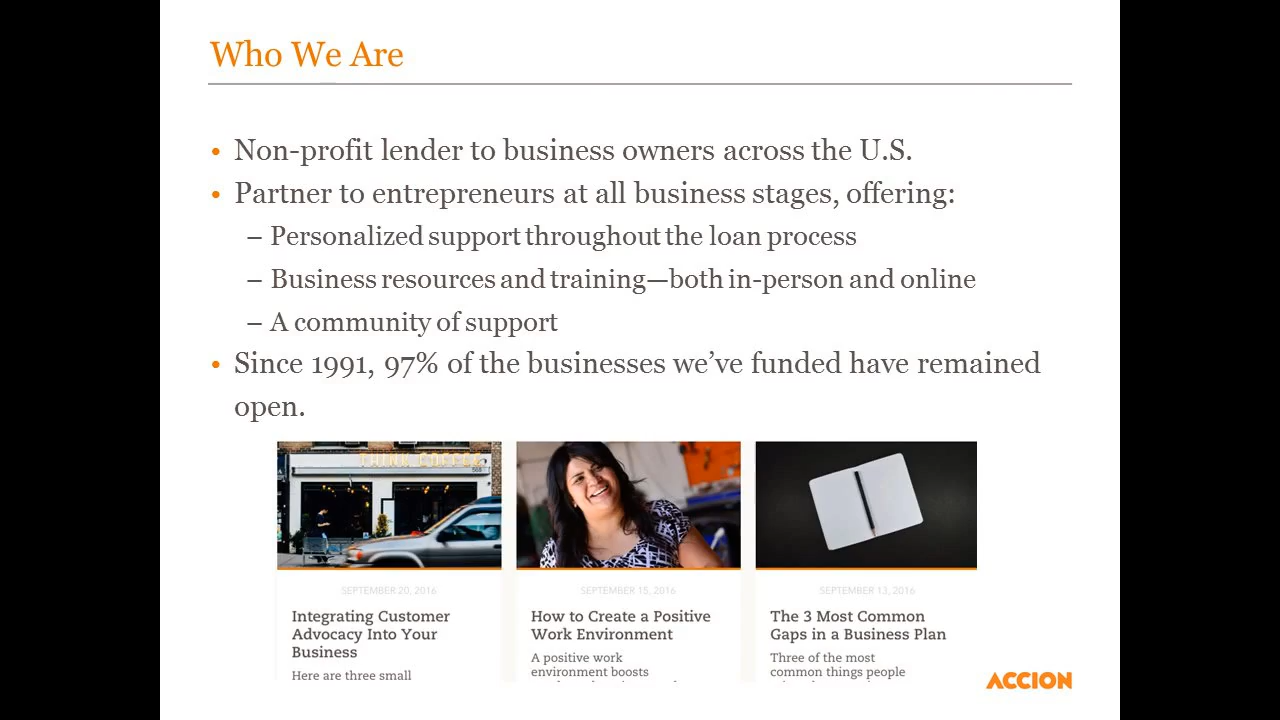 Who We Are
• Non-profit lender to business owners across the U.S.
• Partner to entrepreneurs at all business stages, offering:
– Personalized support throughout the loan process
– Business resources and training—both in-person and online
– A community of support
• Since 1991, 97% of the businesses we’ve funded have remained
open.
THINK COFFEE
568
SEPTEMBER 20, 2016
Integrating Customer
Advocacy Into Your
Business
Here are three small
SEPTEMBER 15, 2016
How to Create a Positive
Work Environment
A positive work
environment boosts
SEPTEMBER 13, 2016
The 3 Most Common
Gaps in a Business Plan
Three of the most
common things people
ACCION